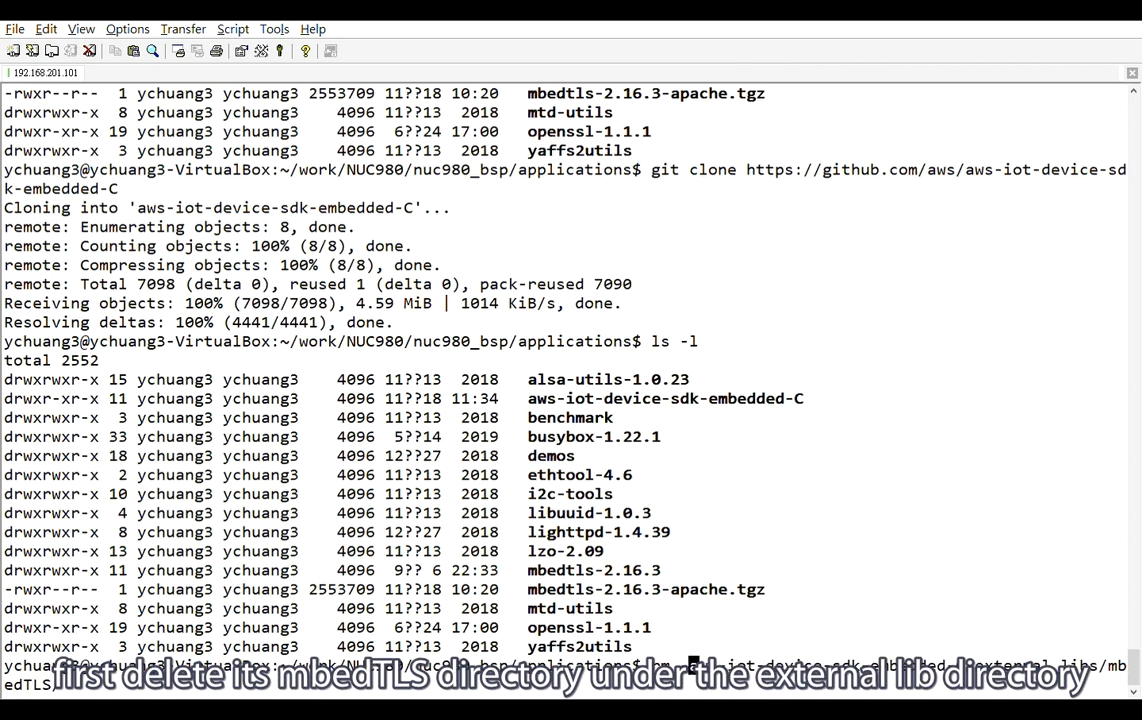 File Edit View Options Transfer Script Tools Help
192.168.201.101
-rwxr--r-- 1 ychuang3 ychuang3 2553709 11??18 10:20 mbedtls-2.16.3-apache.tgz
drwxrwxr-x 8 ychuang3 ychuang3 4096 11??13 2018 mtd-utils
drwxr-xr-x 19 ychuang3 ychuang3 4096 6??24 17:00 openssl-1.1.1
drwxrwxr-x 3 ychuang3 ychuang3 4096 11??13 2018 yaffs2utils
ychuang3@ychuang3-VirtualBox:~/work/NUC980/nuc980_bsp/applications$ git clone https://github.com/aws/aws-iot-device-sd
k-embedded-C
Cloning into 'aws-iot-device-sdk-embedded-C'...
remote: Enumerating objects: 8, done.
remote: Counting objects: 100% (8/8), done.
remote: Compressing objects: 100% (8/8), done.
remote: Total 7098 (delta 0), reused 1 (delta 0), pack-reused 7090
Receiving objects: 100% (7098/7098), 4.59 MiB | 1014 KiB/s, done.
Resolving deltas: 100% (4441/4441), done.
ychuang3@ychuang3-VirtualBox:~/work/NUC980/nuc980_bsp/applications$ ls -l
total 2552
drwxrwxr-x 15 ychuang3 ychuang3 4096 11??13 2018 alsa-utils-1.0.23
drwxrwxr-x 11 ychuang3 ychuang3 4096 11??18 11:34 aws-iot-device-sdk-embedded-C
drwxrwxr-x 3 ychuang3 ychuang3 4096 11??13 2018 benchmark
drwxrwxr-x 33 ychuang3 ychuang3 4096 5??14 2019 busybox-1.22.1
drwxrwxr-x 18 ychuang3 ychuang3 4096 12??27 2018 demos
drwxrwxr-x 2 ychuang3 ychuang3 4096 11??13 2018 ethtool-4.6
drwxrwxr-x 10 ychuang3 ychuang3 4096 11??13 2018 i2c-tools
drwxrwxr-x 4 ychuang3 ychuang3 4096 11??13 2018 libuuid-1.0.3
drwxrwxr-x 8 ychuang3 ychuang3 4096 12??27 2018 lighttpd-1.4.39
drwxrwxr-x 13 ychuang3 ychuang3 4096 11??13 2018 lzo-2.09
drwxrwxr-x 11 ychuang3 ychuang3 4096 9?? 6 22:33 mbedtls-2.16.3
-rwxr--r-- 1 ychuang3 ychuang3 2553709 11??18 10:20 mbedtls-2.16.3-apache.tgz
drwxrwxr-x 8 ychuang3 ychuang3 4096 11??13 2018 mtd-utils
drwxr-xr-x 19 ychuang3 ychuang3 4096 6??24 17:00 openssl-1.1.1
drwxrwxr-x 3 ychuang3 ychuang3 4096 11??13 2018 yaffs2utils
edTLS
first delete its mbedTLS directory under the external lib directory